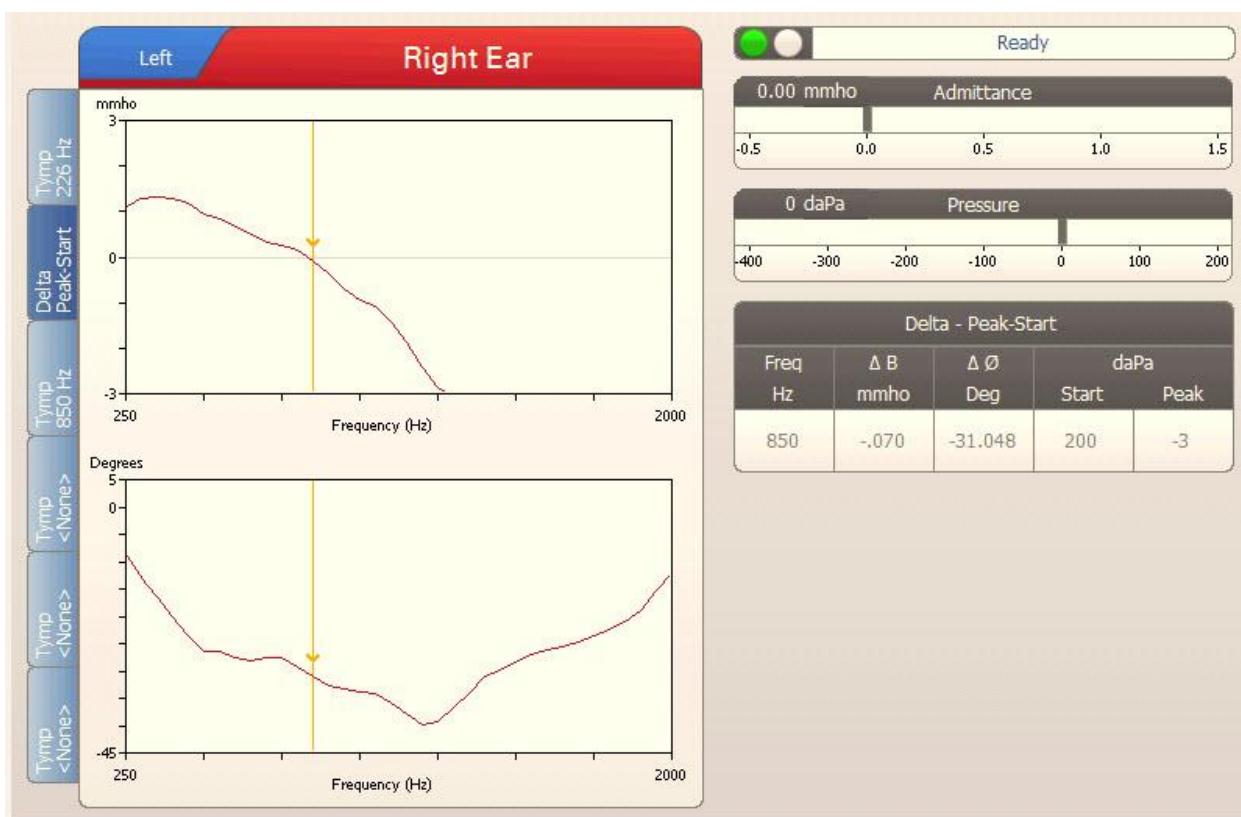 Left
Right Ear
Ready
Tymp
226 Hz
Delta
Peak-Start
Tymp
850 Hz
Tymp
<None>
Tymp
<None>
Tymp
<None>
mmho
3
0
-3
250
2000
Frequency (Hz)
Degrees
5
0
-45
250
2000
Frequency (Hz)
0.00 mmho Admittance
-0.5 0.0 0.5 1.0 1.5
0 daPa Pressure
-400 -300 -200 -100 0 100 200
Delta - Peak-Start
Freq Δ B Δ Ø daPa
Hz mmho Deg Start Peak
850 -.070 -31.048 200 -3